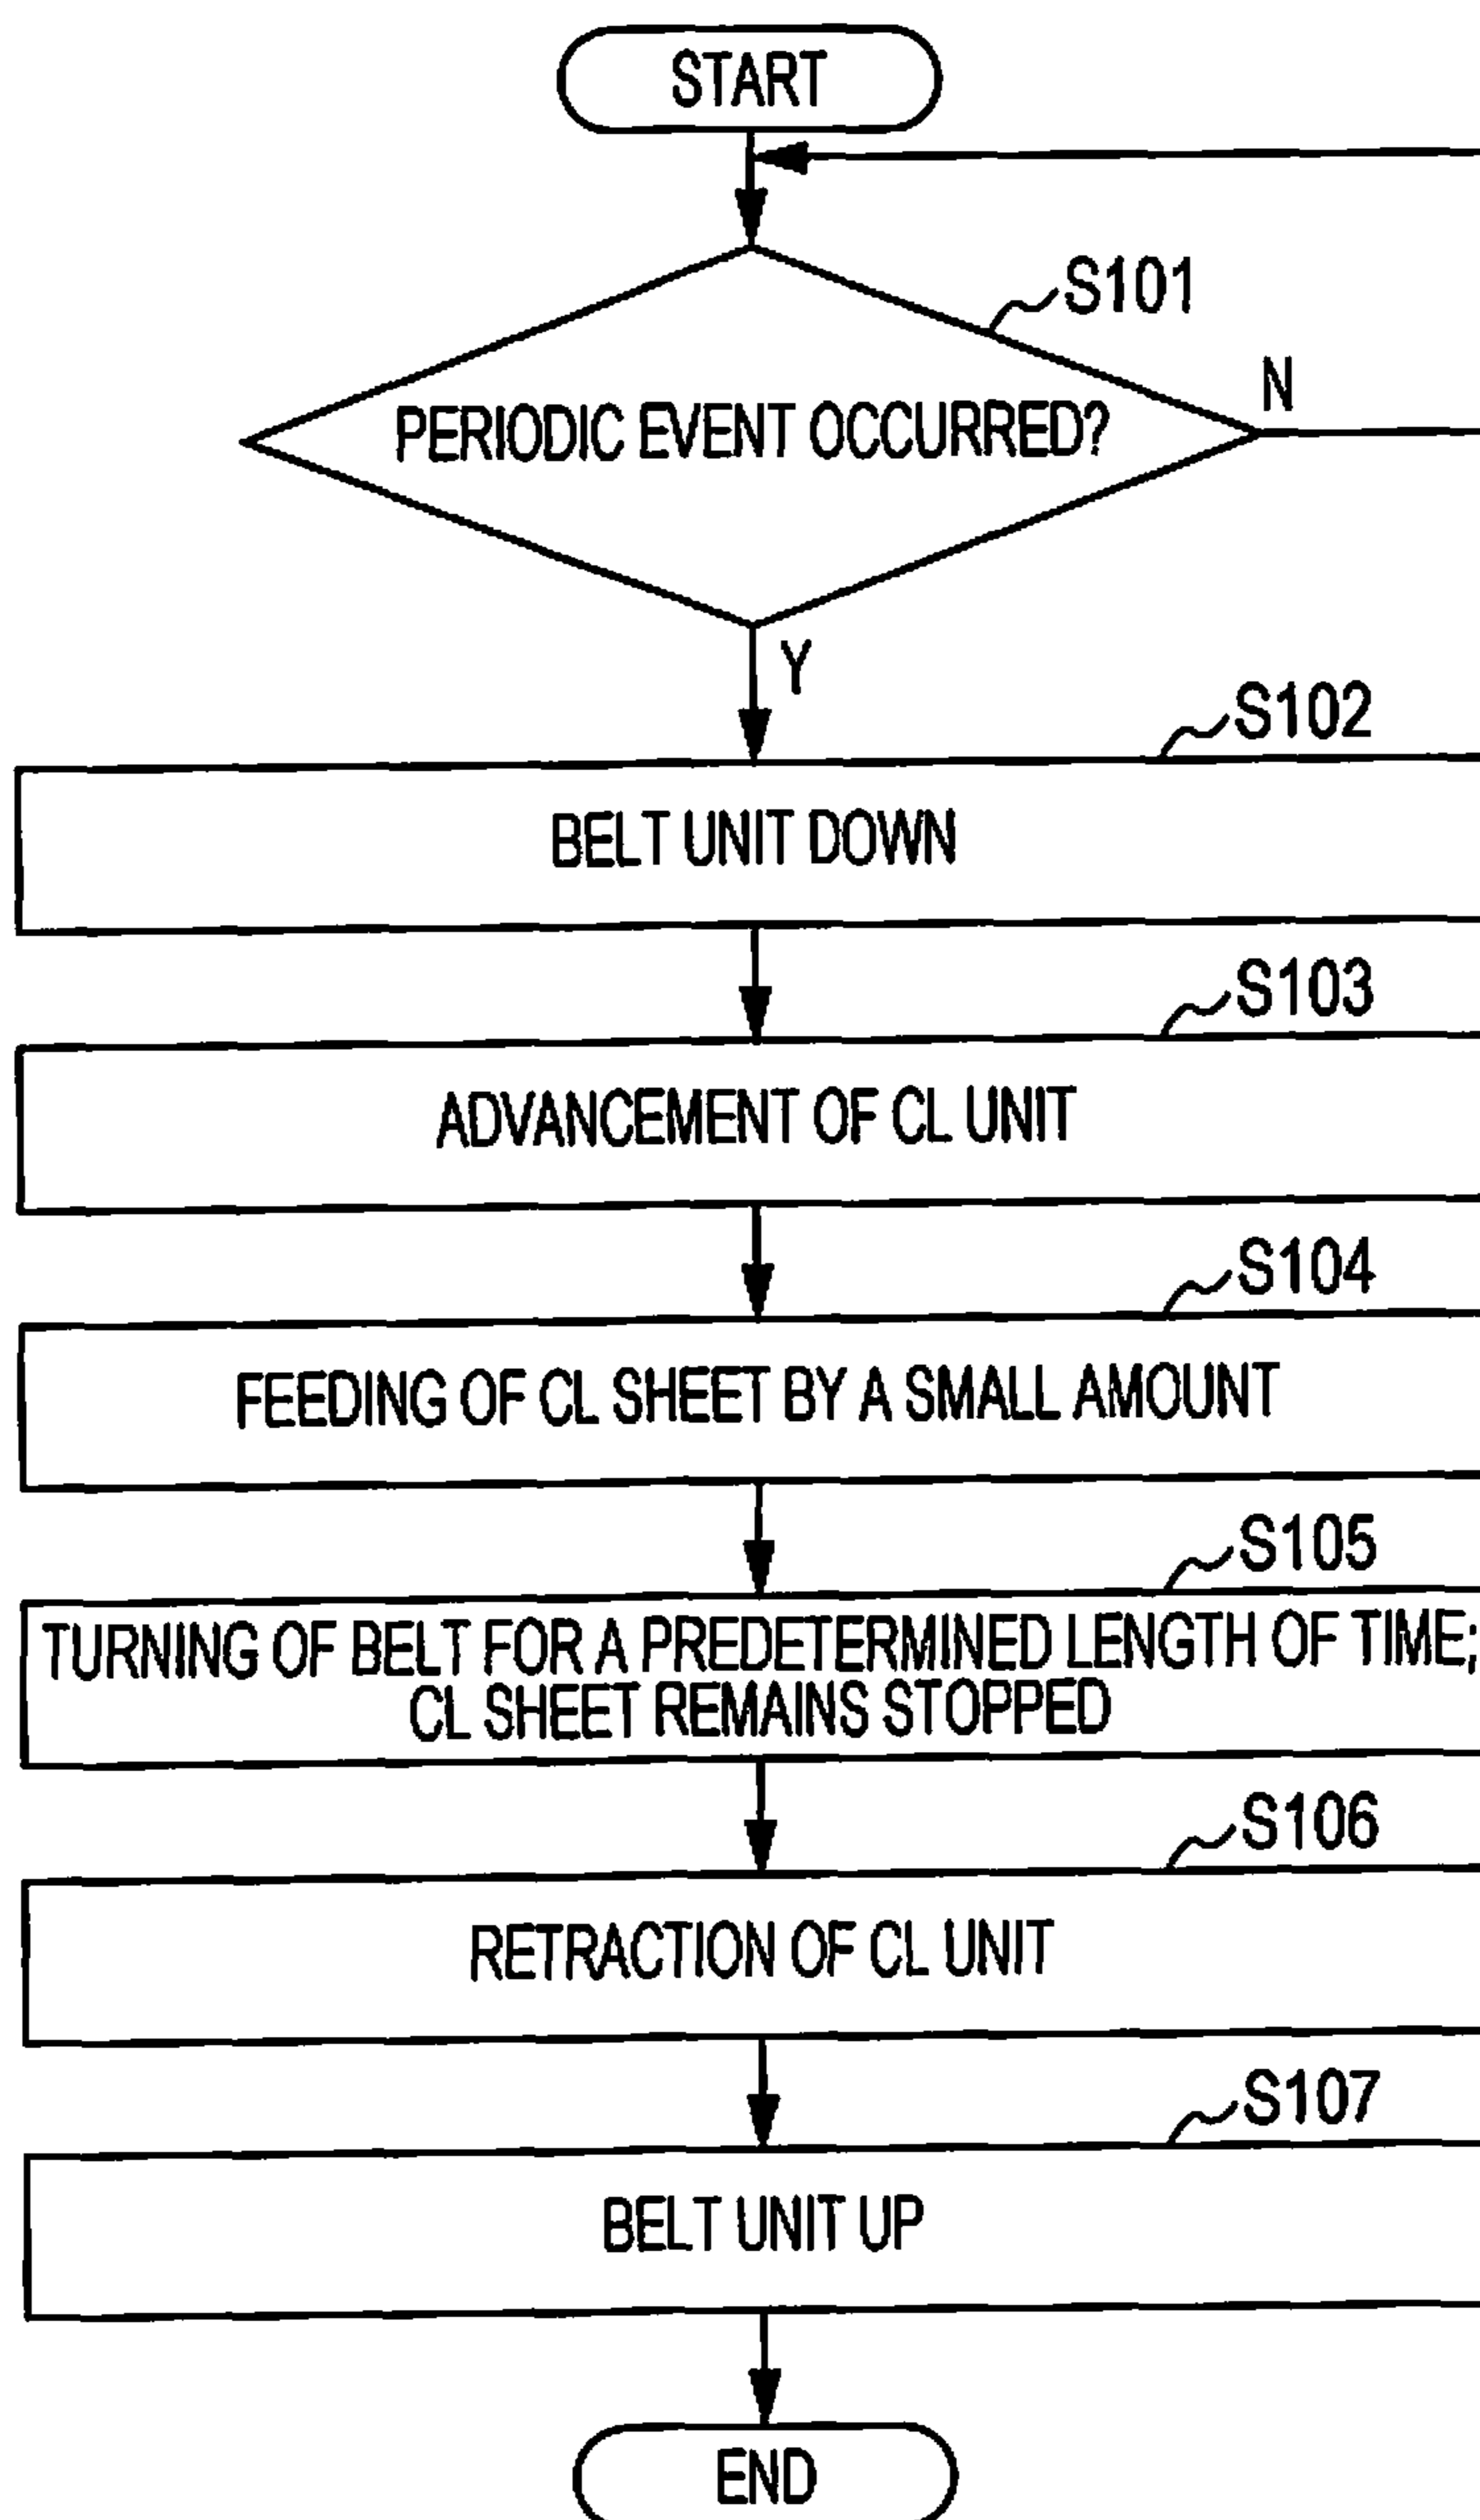 START
S101
PERIODIC EVENT OCCURRED?
N
Y
S102
BELT UNIT DOWN
S103
ADVANCEMENT OF CL UNIT
S104
FEEDING OF CL SHEET BY A SMALL AMOUNT
S105
TURNING OF BELT FOR A PREDETERMINED LENGTH OF TIME;
CL SHEET REMAINS STOPPED
S106
RETRACTION OF CL UNIT
S107
BELT UNIT UP
END